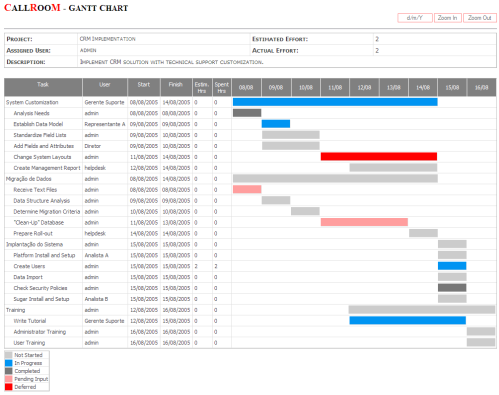 CALLROOM - GANTT CHART
d/m/Y Zoom In Zoom Out
PROJECT: CRM IMPLEMENTATION ESTIMATED EFFORT: 2
ASSIGNED USER: ADMIN ACTUAL EFFORT: 2
DESCRIPTION: IMPLEMENT CRM SOLUTION WITH TECHNICAL SUPPORT CUSTOMIZATION.
Task User Start Finish Estim. Hrs Spent Hrs 08/08 09/08 10/08 11/08 12/08 13/08 14/08 15/08 16/08
System Customization Gerente Suporte 08/08/2005 14/08/2005 0 0
Analysis Needs admin 08/08/2005 08/08/2005 0 0
Establish Data Model Representante A 09/08/2005 09/08/2005 0 0
Standardize Field Lists admin 09/08/2005 10/08/2005 0 0
Add Fields and Attributes Diretor 09/08/2005 10/08/2005 0 0
Change System Layouts admin 11/08/2005 14/08/2005 0 0
Create Management Report helpdesk 12/08/2005 14/08/2005 0 0
Migração de Dados admin 08/08/2005 14/08/2005 0 0
Receive Text Files admin 08/08/2005 08/08/2005 0 0
Data Structure Analysis admin 09/08/2005 09/08/2005 0 0
Determine Migration Criteria admin 10/08/2005 10/08/2005 0 0
"Clean-Up" Database admin 11/08/2005 13/08/2005 0 0
Prepare Roll-out helpdesk 14/08/2005 14/08/2005 0 0
Implantação do Sistema admin 15/08/2005 15/08/2005 0 0
Platform Install and Setup Analista A 15/08/2005 15/08/2005 0 0
Create Users admin 15/08/2005 15/08/2005 2 2
Data Import admin 15/08/2005 15/08/2005 0 0
Check Security Policies admin 15/08/2005 15/08/2005 0 0
Sugar Install and Setup Analista B 15/08/2005 15/08/2005 0 0
Training admin 12/08/2005 16/08/2005 0 0
Write Tutorial Gerente Suporte 12/08/2005 15/08/2005 0 0
Administrator Training admin 16/08/2005 16/08/2005 0 0
User Training admin 16/08/2005 16/08/2005 0 0
Not Started
In Progress
Completed
Pending Input
Deferred